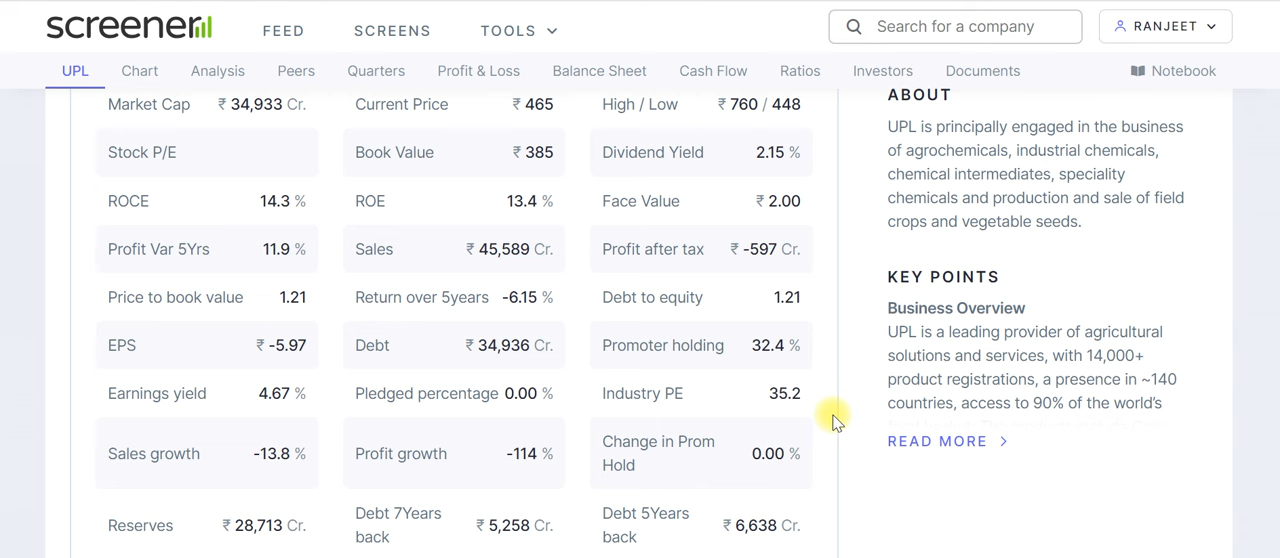 screener
FEED SCREENS TOOLS
Search for a company
RANJEET
UPL Chart Analysis Peers Quarters Profit & Loss Balance Sheet Cash Flow Ratios Investors Documents Notebook
Market Cap ₹ 34,933 Cr. Current Price ₹ 465 High / Low ₹ 760 / 448
Stock P/E Book Value ₹ 385 Dividend Yield 2.15 %
ROCE 14.3 % ROE 13.4 % Face Value ₹ 2.00
Profit Var 5Yrs 11.9 % Sales ₹ 45,589 Cr. Profit after tax ₹ -597 Cr.
Price to book value 1.21 Return over 5years -6.15 % Debt to equity 1.21
EPS ₹ -5.97 Debt ₹ 34,936 Cr. Promoter holding 32.4 %
Earnings yield 4.67 % Pledged percentage 0.00 % Industry PE 35.2
Sales growth -13.8 % Profit growth -114 % Change in Prom
Hold 0.00 %
Reserves ₹ 28,713 Cr. Debt 7Years
back ₹ 5,258 Cr. Debt 5Years
back ₹ 6,638 Cr.
ABOUT
UPL is principally engaged in the business
of agrochemicals, industrial chemicals,
chemical intermediates, speciality
chemicals and production and sale of field
crops and vegetable seeds.
KEY POINTS
Business Overview
UPL is a leading provider of agricultural
solutions and services, with 14,000+
product registrations, a presence in ~140
countries, access to 90% of the world's
READ MORE